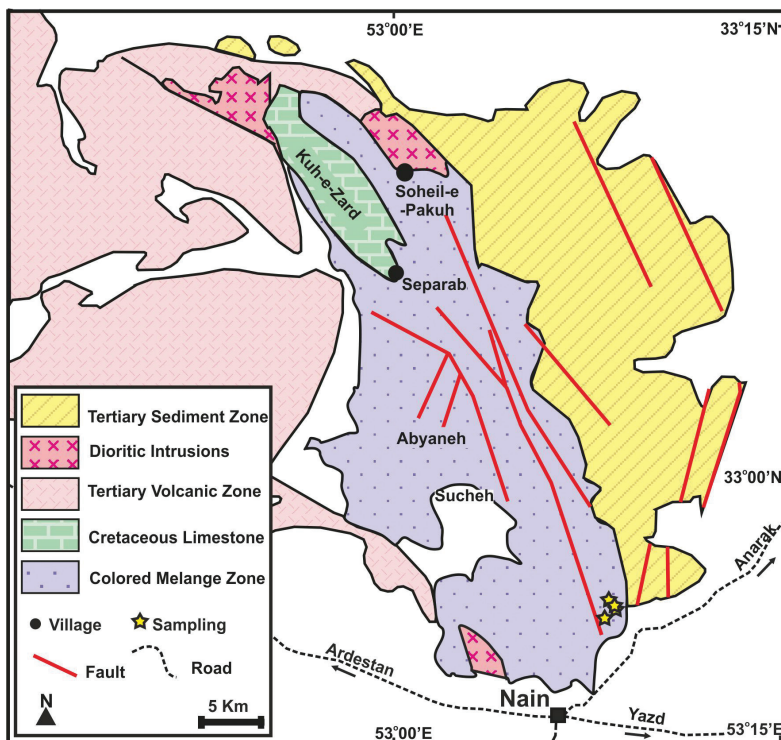 53°00'E
33°15'N
Kuh-e-Zard
Soheil-e
-Pakuh
Separab
Abyaneh
Sucheh
33°00'N
Anarak
Ardestan
Nain
Yazd
53°00'E
53°15'E
Tertiary Sediment Zone
Dioritic Intrusions
Tertiary Volcanic Zone
Cretaceous Limestone
Colored Melange Zone
Village
Sampling
Fault
Road
N
5 Km